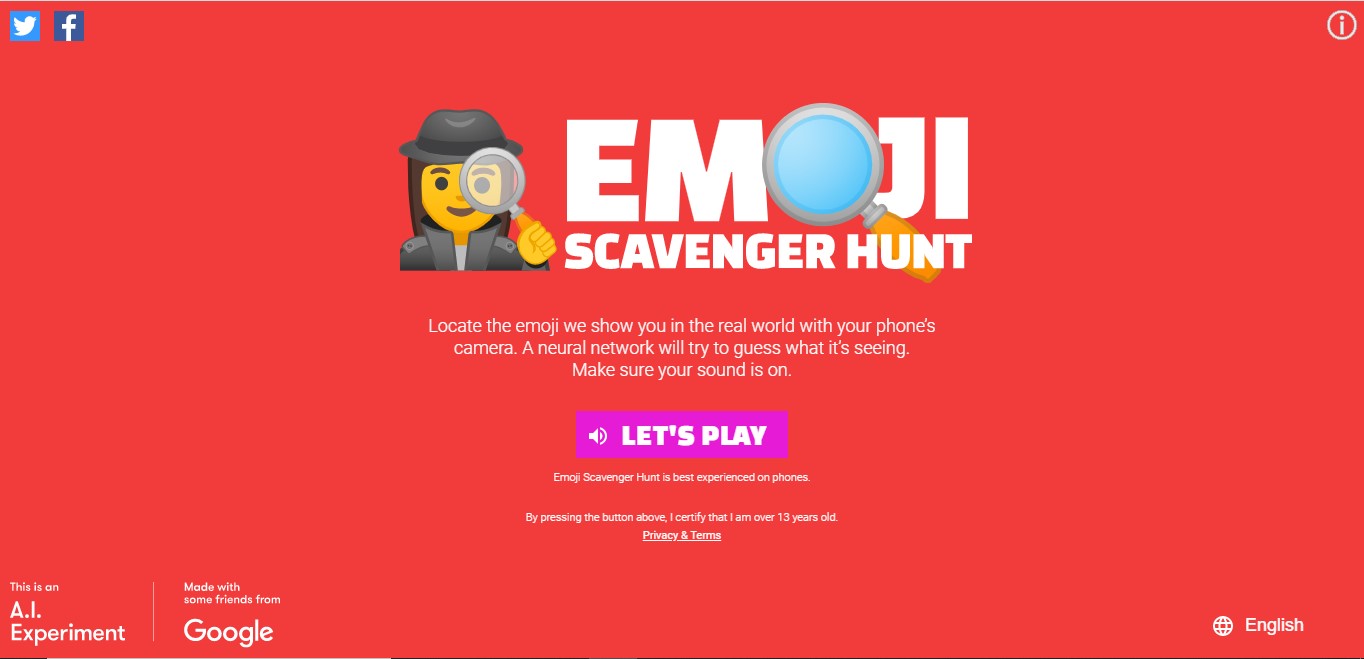 EMOJI
SCAVENGER HUNT
Locate the emoji we show you in the real world with your phone's
camera. A neural network will try to guess what it's seeing.
Make sure your sound is on.
LET'S PLAY
Emoji Scavenger Hunt is best experienced on phones.
By pressing the button above, I certify that I am over 13 years old.
Privacy & Terms
This is an
A.I.
Experiment
Made with
some friends from
Google
English